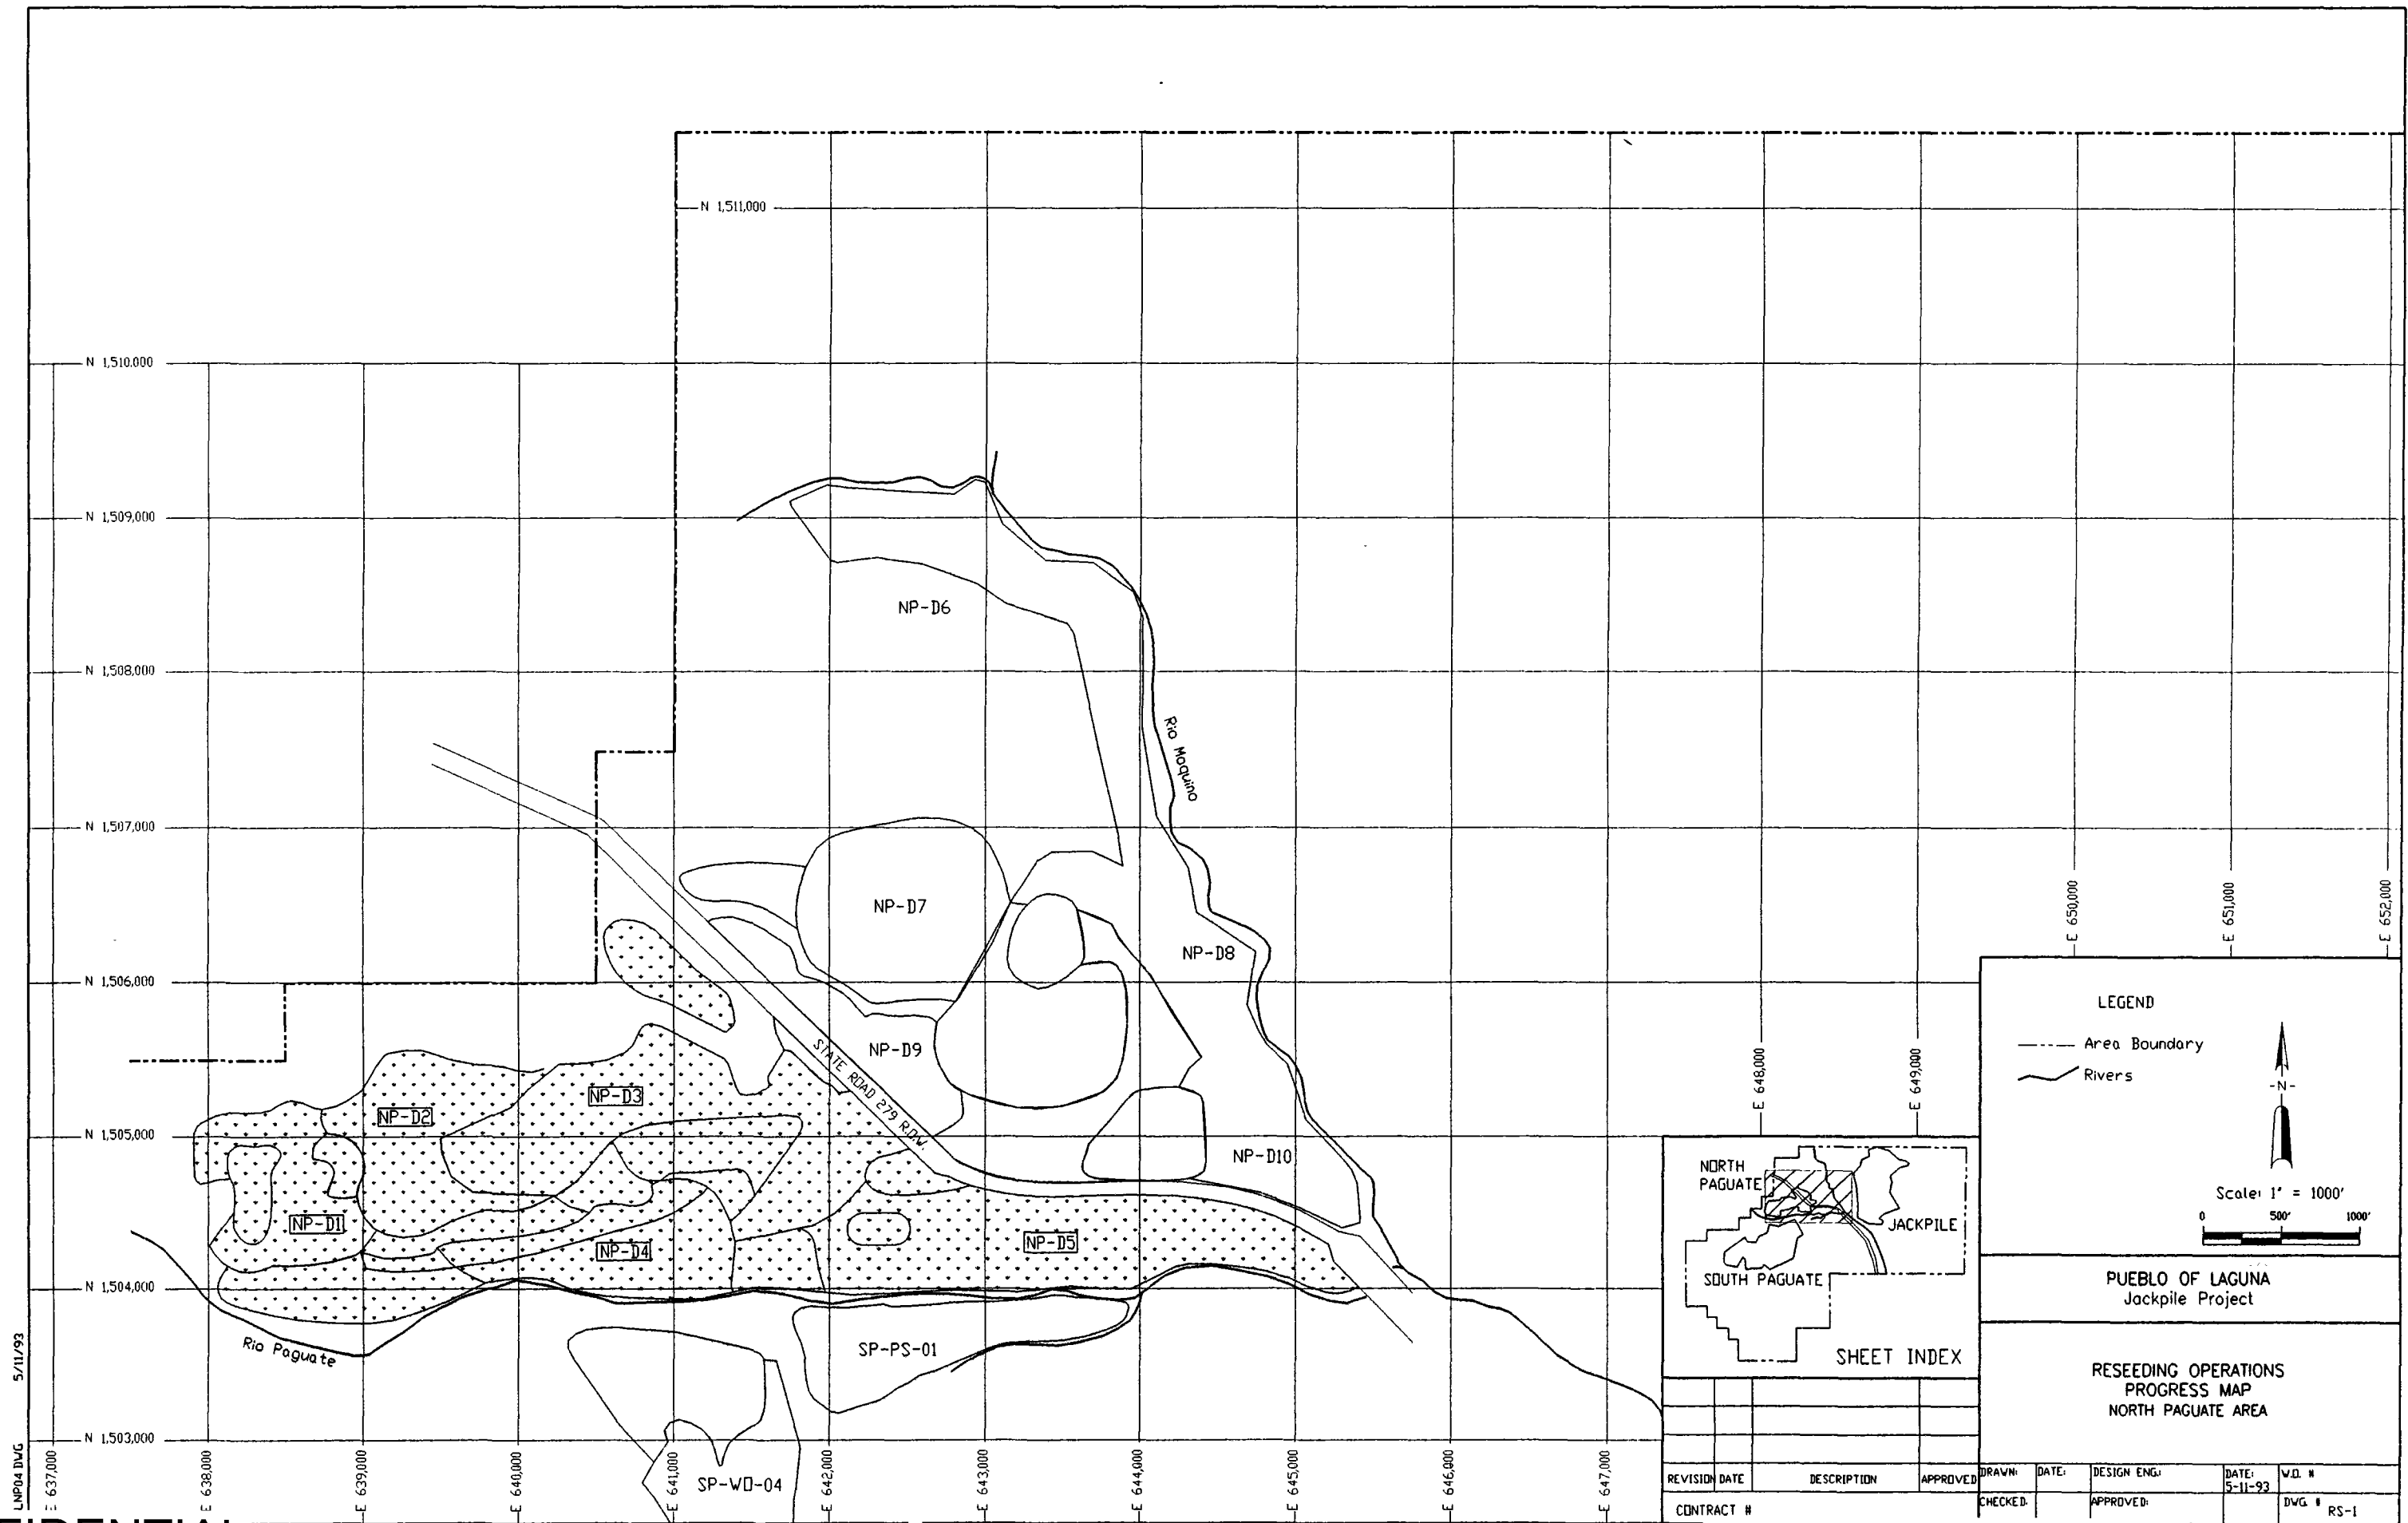 N 1,511,000
N 1,510,000
N 1,509,000
NP-D6
N 1,508,000
Rio Moquino
N 1,507,000
NP-D7
NP-D8
N 1,506,000
NP-D9
STATE ROAD 279 R.O.W.
NP-D3
NP-D2
N 1,505,000
NP-D10
NP-D1
NP-D4
NP-D5
N 1,504,000
Rio Paguate
SP-PS-01
N 1,503,000
SP-WD-04
E 637,000
E 638,000
E 639,000
E 640,000
E 641,000
E 642,000
E 643,000
E 644,000
E 645,000
E 646,000
E 647,000
E 648,000
E 649,000
E 650,000
E 651,000
E 652,000
LNP04 DWG 5/11/93
LEGEND
Area Boundary
Rivers
-N-
Scale: 1" = 1000'
0 500' 1000'
NORTH
PAGUATE
JACKPILE
SOUTH PAGUATE
SHEET INDEX
PUEBLO OF LAGUNA
Jackpile Project
RESEEDING OPERATIONS
PROGRESS MAP
NORTH PAGUATE AREA
REVISION DATE DESCRIPTION APPROVED
CONTRACT #
DRAWN: DATE: DESIGN ENG.: DATE: W.O. #
5-11-93
CHECKED: APPROVED: DWG. # RS-1